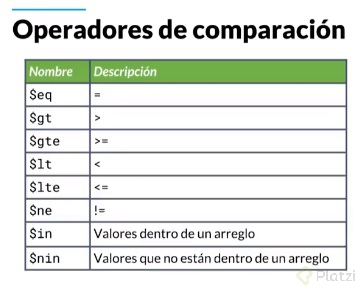 Operadores de comparación
Nombre Descripción
$eq =
$gt >
$gte >=
$lt <
$lte <=
$ne !=
$in Valores dentro de un arreglo
$nin Valores que no están dentro de un arreglo
Platzi